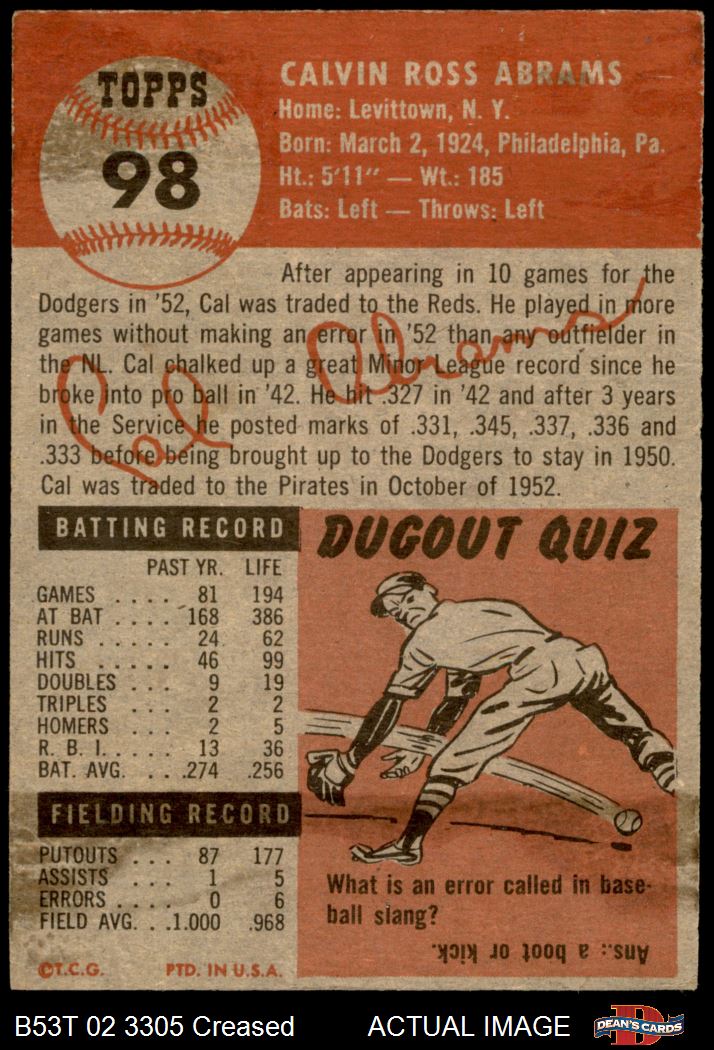 TOPPS
98
CALVIN ROSS ABRAMS
Home: Levittown, N. Y.
Born: March 2, 1924, Philadelphia, Pa.
Ht.: 5'11" — Wt.: 185
Bats: Left — Throws: Left
After appearing in 10 games for the
Dodgers in '52, Cal was traded to the Reds. He played in more
games without making an error in '52 than any outfielder in
the NL. Cal chalked up a great Minor League record since he
broke into pro ball in '42. He hit .327 in '42 and after 3 years
in the Service he posted marks of .331, .345, .337, .336 and
.333 before being brought up to the Dodgers to stay in 1950.
Cal was traded to the Pirates in October of 1952.
Cal Abrams
BATTING RECORD
PAST YR. LIFE
GAMES .... 81 194
AT BAT .... 168 386
RUNS ..... 24 62
HITS ..... 46 99
DOUBLES ... 9 19
TRIPLES ... 2 2
HOMERS ... 2 5
R. B. I. .... 13 36
BAT. AVG. ... .274 .256
FIELDING RECORD
PUTOUTS ... 87 177
ASSISTS ... 1 5
ERRORS .... 0 6
FIELD AVG. .. .1.000 .968
©T.C.G. PTD. IN U.S.A.
DUGOUT QUIZ
What is an error called in base-
ball slang?
Ans.: a boot or kick.
B53T 02 3305 Creased ACTUAL IMAGE
D
DEAN'S CARDS